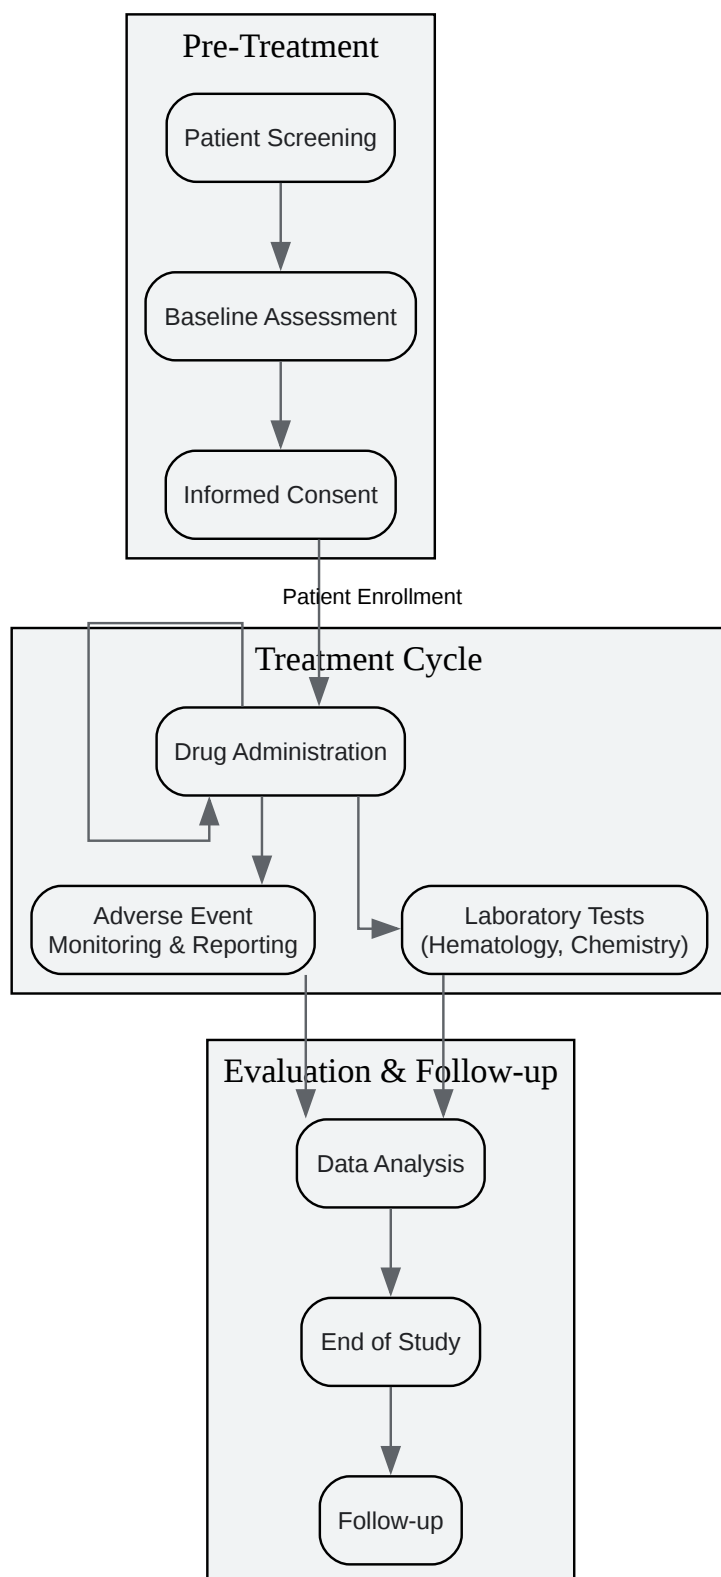 Pre-Treatment
Patient Screening
Baseline Assessment
Informed Consent
Patient Enrollment
Treatment Cycle
Drug Administration
Adverse Event
Monitoring & Reporting
Laboratory Tests
(Hematology, Chemistry)
Evaluation & Follow-up
Data Analysis
End of Study
Follow-up